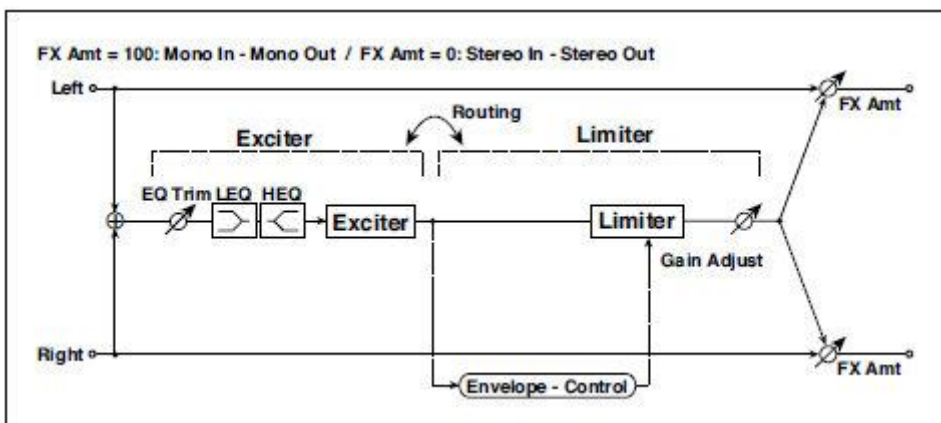 FX Amt = 100: Mono In - Mono Out / FX Amt = 0: Stereo In - Stereo Out
Left
FX Amt
Routing
Exciter
Limiter
EQ Trim LEQ HEQ
Exciter
Limiter
Gain Adjust
Right
FX Amt
Envelope - Control